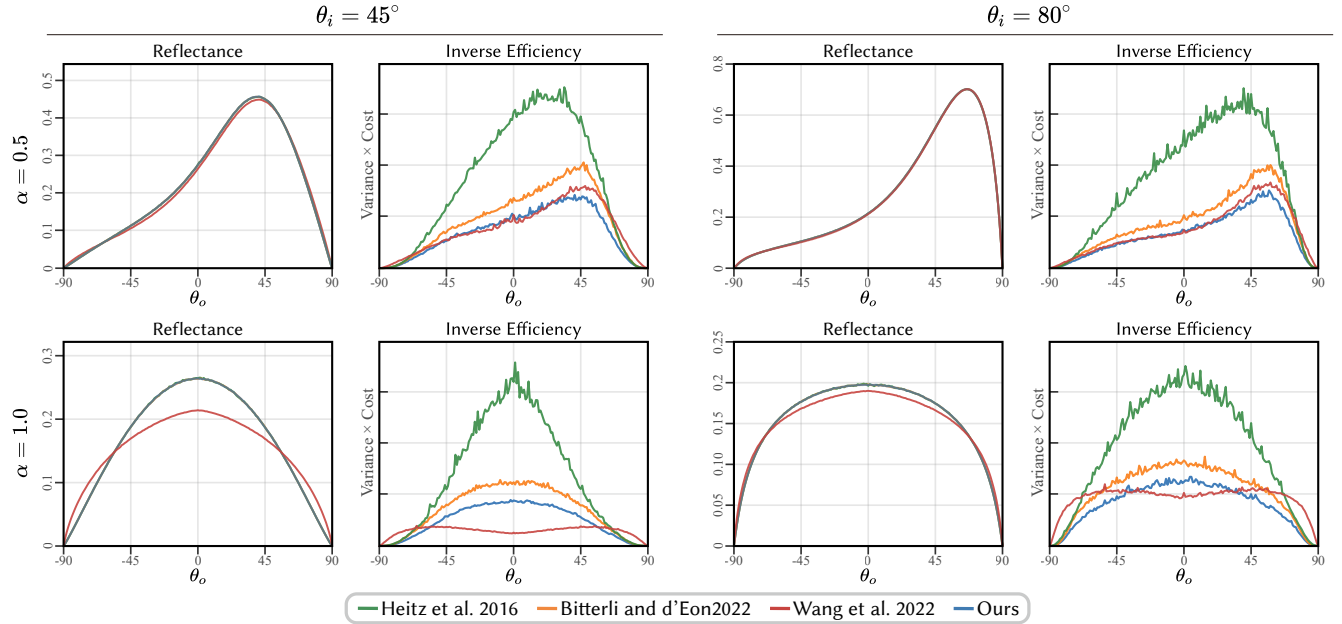 θi = 45°
θi = 80°
Reflectance
Inverse Efficiency
Reflectance
Inverse Efficiency
α = 0.5
0.5
0.4
0.3
0.2
0.1
0
-90
-45
0
45
90
θo
Variance × Cost
-90
-45
0
45
90
θo
0.8
0.6
0.4
0.2
0
-90
-45
0
45
90
θo
Variance × Cost
-90
-45
0
45
90
θo
Reflectance
Inverse Efficiency
Reflectance
Inverse Efficiency
α = 1.0
0.3
0.2
0.1
0
-90
-45
0
45
90
θo
Variance × Cost
-90
-45
0
45
90
θo
0.25
0.2
0.15
0.10
0.05
0
-90
-45
0
45
90
θo
Variance × Cost
-90
-45
0
45
90
θo
Heitz et al. 2016 Bitterli and d'Eon2022 Wang et al. 2022 Ours